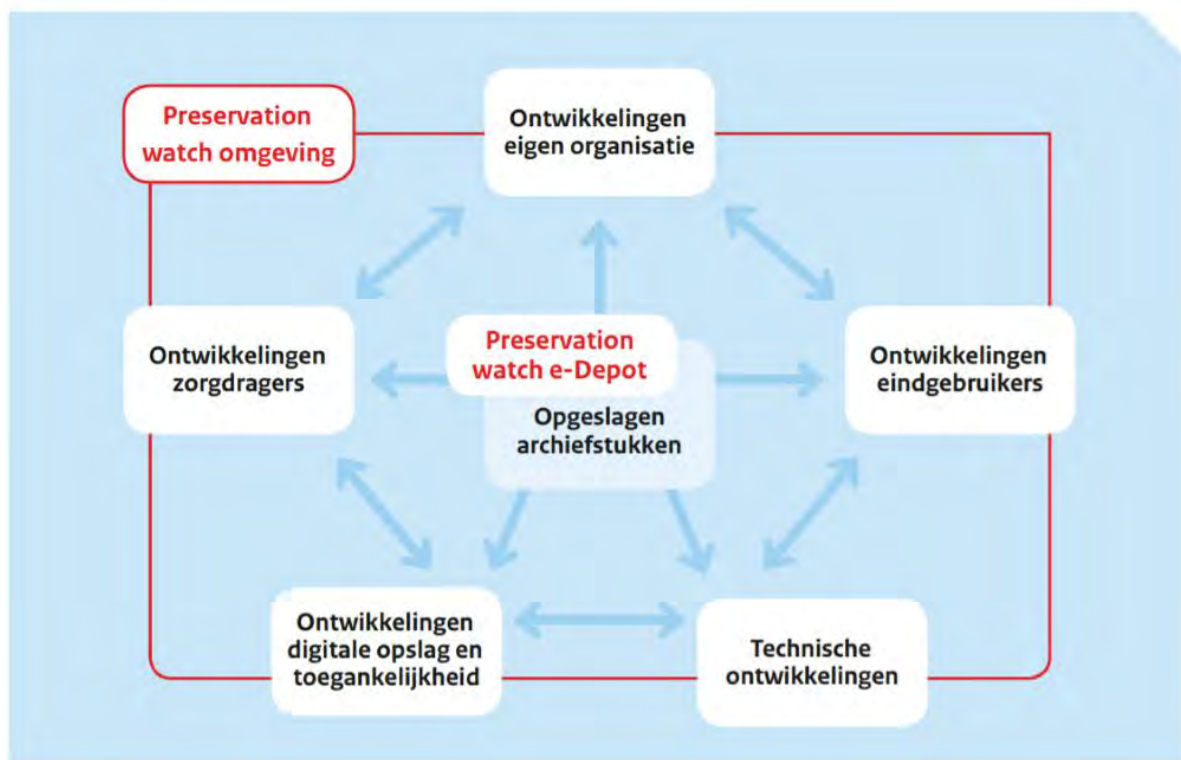 Preservation
watch omgeving
Ontwikkelingen
eigen organisatie
Ontwikkelingen
zorgdragers
Preservation
watch e-Depot
Opgeslagen
archiefstukken
Ontwikkelingen
eindgebruikers
Ontwikkelingen
digitale opslag en
toegankelijkheid
Technische
ontwikkelingen